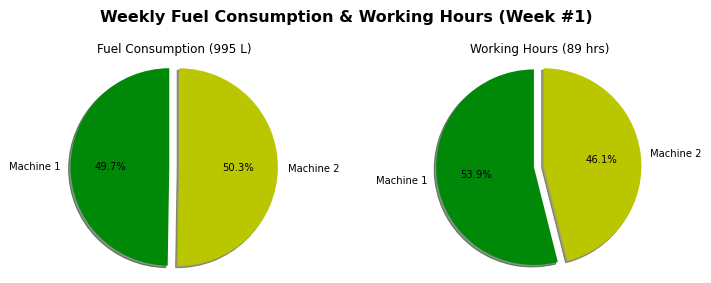 Weekly Fuel Consumption & Working Hours (Week #1)
Fuel Consumption (995 L)
Machine 1
49.7%
50.3%
Machine 2
Working Hours (89 hrs)
Machine 1
53.9%
46.1%
Machine 2